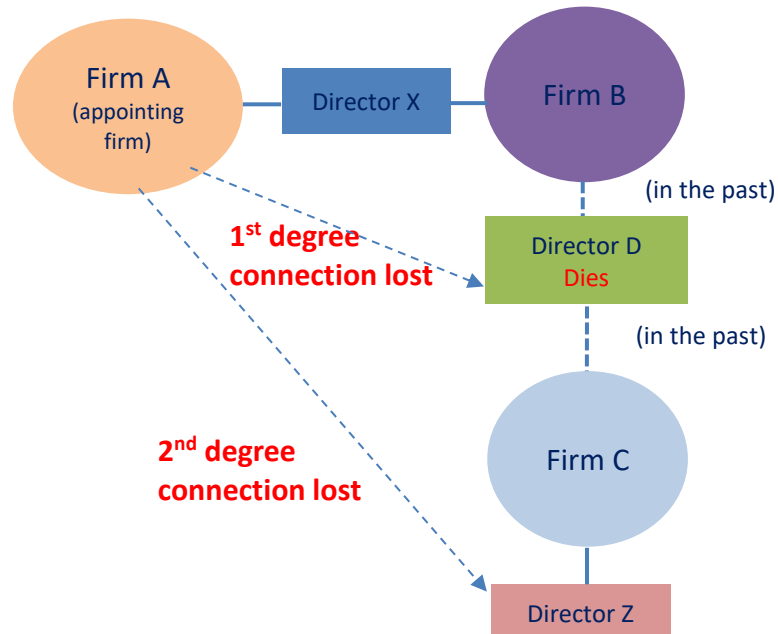 Firm A
(appointing
firm)
Director X
Firm B
(in the past)
1st degree
connection lost
Director D
Dies
(in the past)
2nd degree
connection lost
Firm C
Director Z